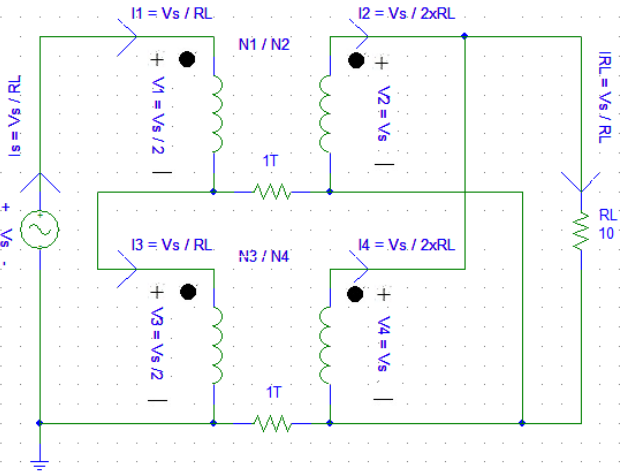 I1 = Vs / RL
I2 = Vs / 2xRL
N1 / N2
Is = Vs / RL
+
V1 = Vs / 2
—
+
V2 = Vs
—
IRL = Vs / RL
1T
+
Vs
-
RL
10
I3 = Vs / RL
I4 = Vs / 2xRL
N3 / N4
+
V3 = Vs /2
—
+
V4 = Vs
—
1T